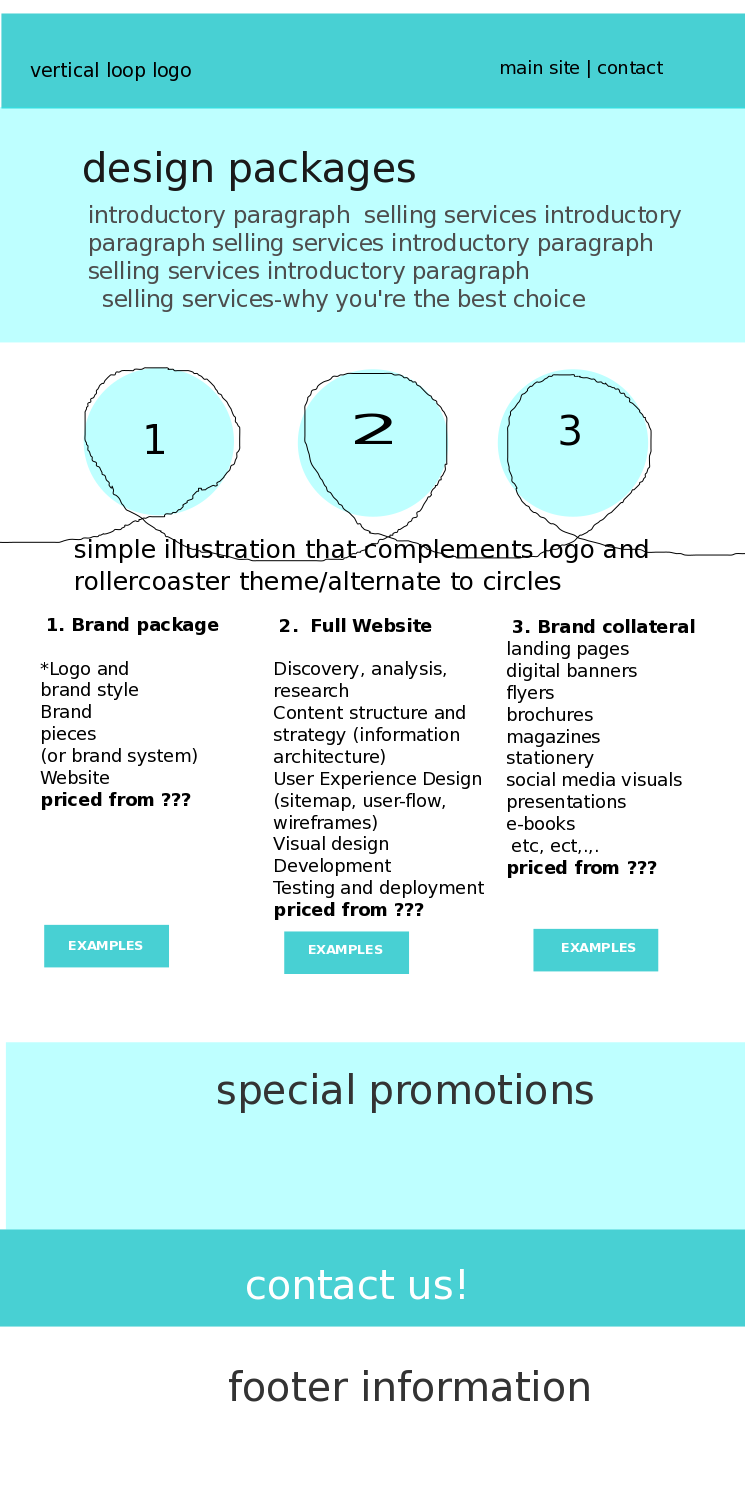 vertical loop logo
main site | contact
design packages
introductory paragraph  selling services introductory
paragraph selling services introductory paragraph
selling services introductory paragraph
selling services-why you're the best choice
1
2
3
simple illustration that complements logo and
rollercoaster theme/alternate to circles
1. Brand package
*Logo and
brand style
Brand
pieces
(or brand system)
Website
priced from ???
EXAMPLES
2.  Full Website
Discovery, analysis,
research
Content structure and
strategy (information
architecture)
User Experience Design
(sitemap, user-flow,
wireframes)
Visual design
Development
Testing and deployment
priced from ???
EXAMPLES
3. Brand collateral
landing pages
digital banners
flyers
brochures
magazines
stationery
social media visuals
presentations
e-books
etc, ect,.,.
priced from ???
EXAMPLES
special promotions
contact us!
footer information